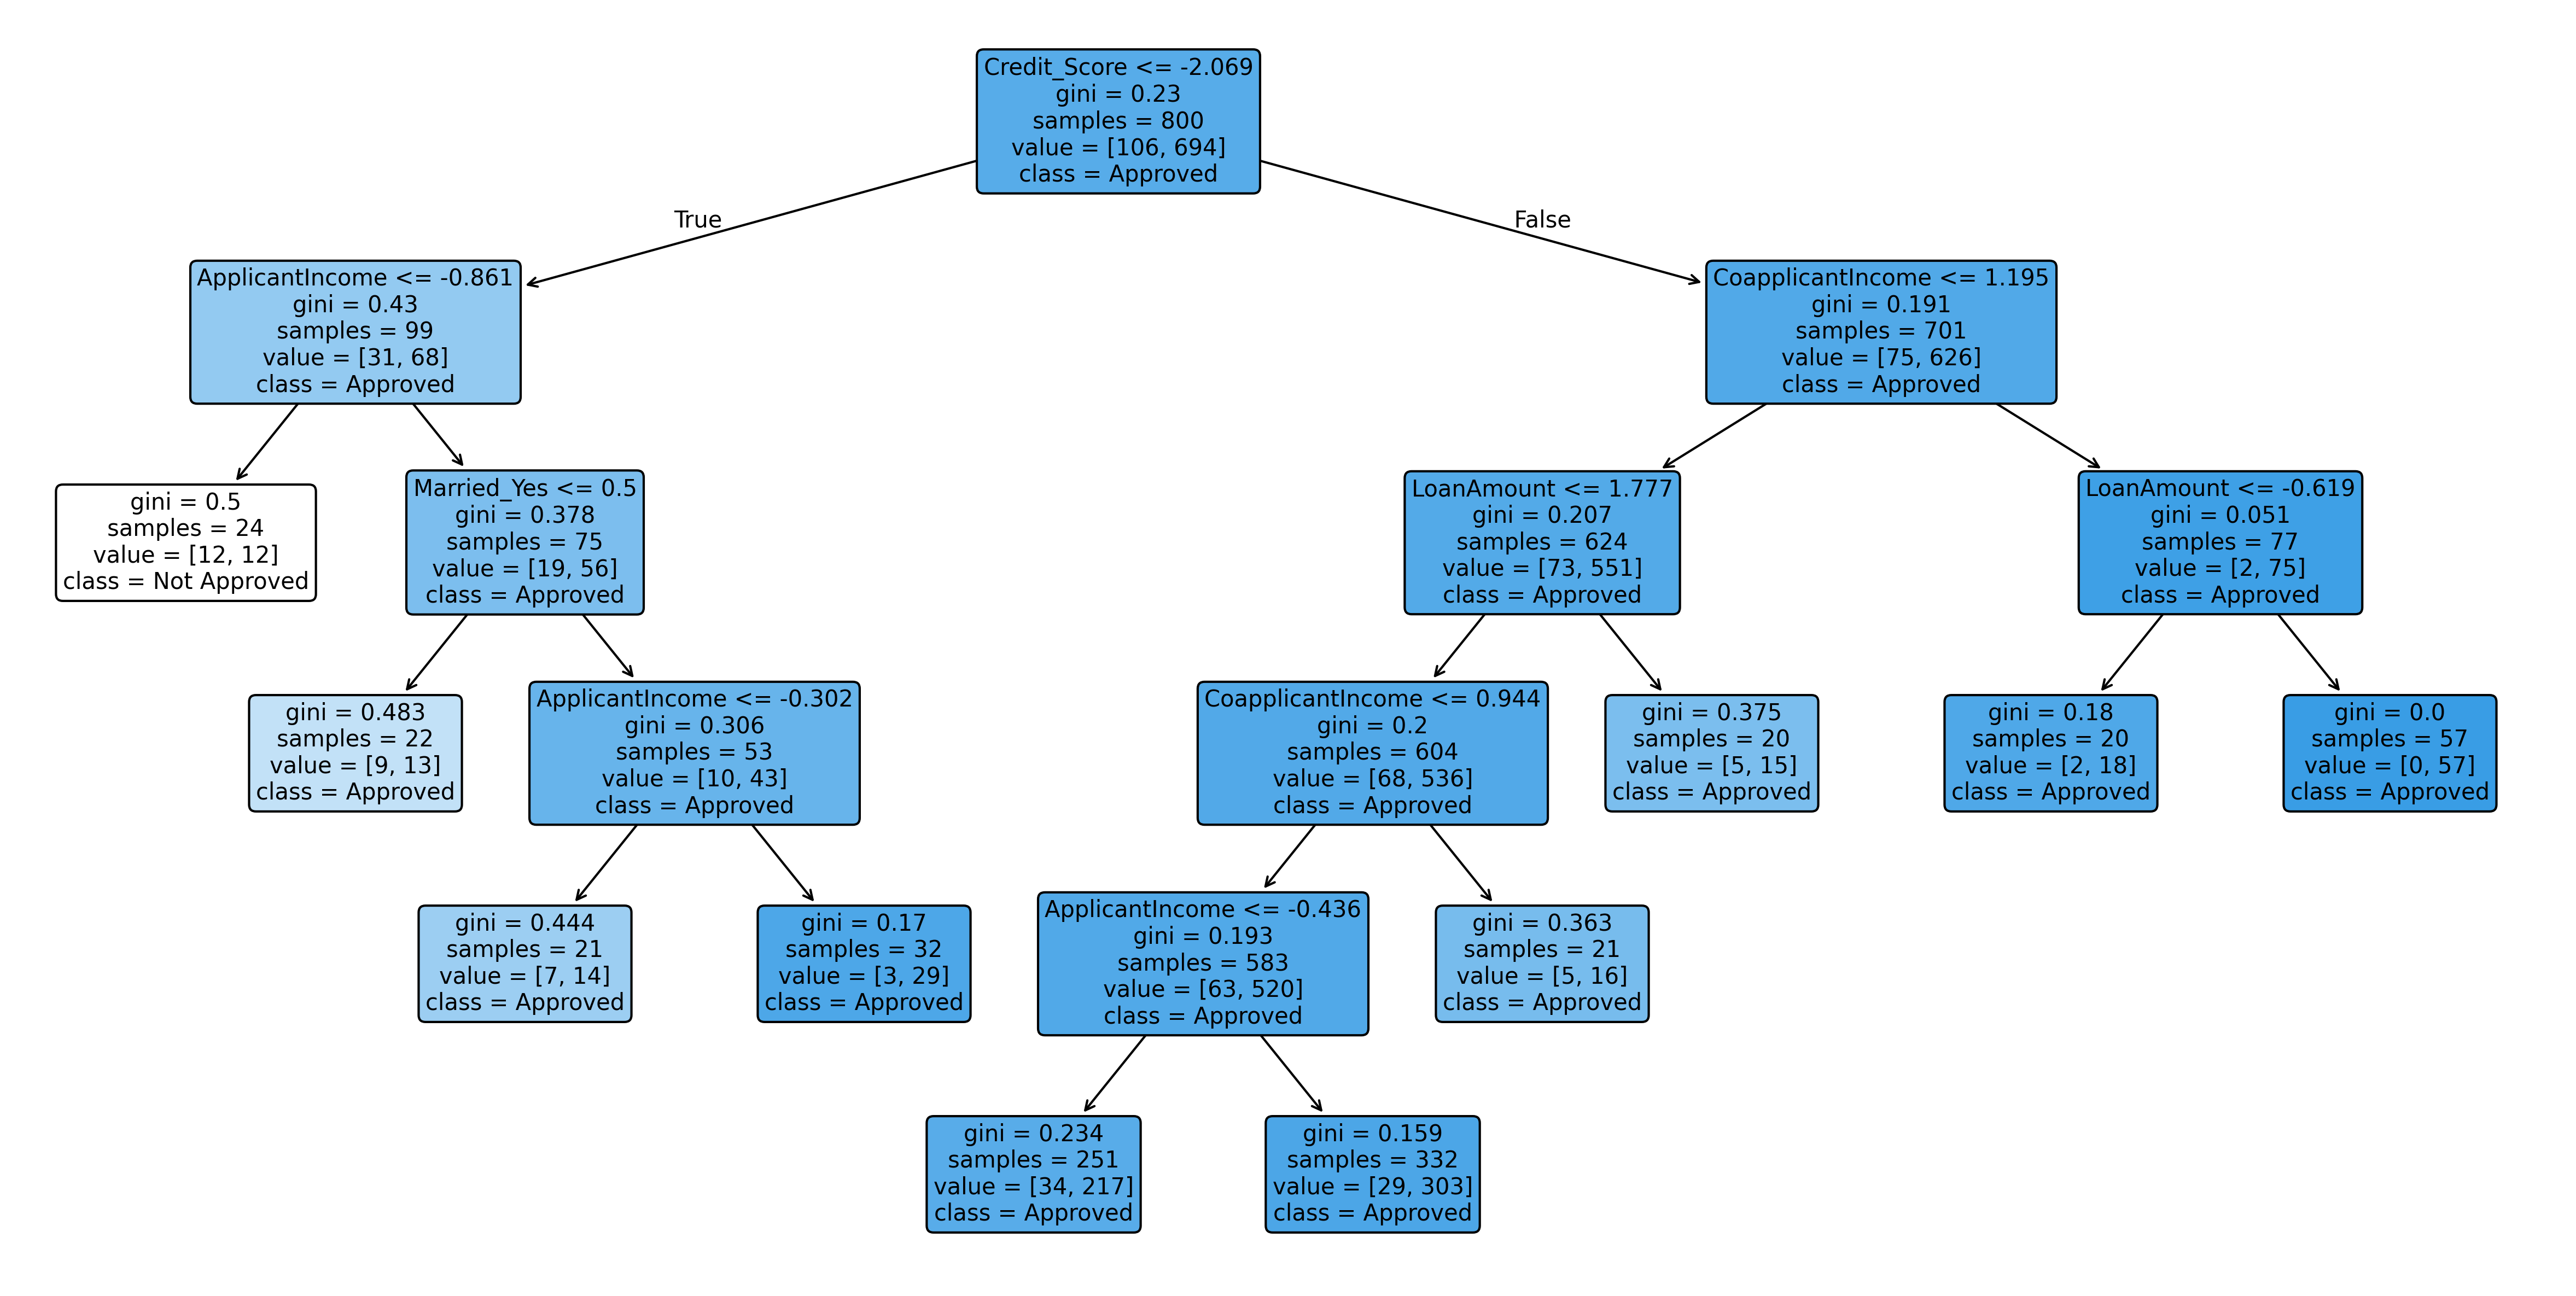 Credit_Score <= -2.069
gini = 0.23
samples = 800
value = [106, 694]
class = Approved
True
False
ApplicantIncome <= -0.861
gini = 0.43
samples = 99
value = [31, 68]
class = Approved
CoapplicantIncome <= 1.195
gini = 0.191
samples = 701
value = [75, 626]
class = Approved
gini = 0.5
samples = 24
value = [12, 12]
class = Not Approved
Married_Yes <= 0.5
gini = 0.378
samples = 75
value = [19, 56]
class = Approved
LoanAmount <= 1.777
gini = 0.207
samples = 624
value = [73, 551]
class = Approved
LoanAmount <= -0.619
gini = 0.051
samples = 77
value = [2, 75]
class = Approved
gini = 0.483
samples = 22
value = [9, 13]
class = Approved
ApplicantIncome <= -0.302
gini = 0.306
samples = 53
value = [10, 43]
class = Approved
CoapplicantIncome <= 0.944
gini = 0.2
samples = 604
value = [68, 536]
class = Approved
gini = 0.375
samples = 20
value = [5, 15]
class = Approved
gini = 0.18
samples = 20
value = [2, 18]
class = Approved
gini = 0.0
samples = 57
value = [0, 57]
class = Approved
gini = 0.444
samples = 21
value = [7, 14]
class = Approved
gini = 0.17
samples = 32
value = [3, 29]
class = Approved
ApplicantIncome <= -0.436
gini = 0.193
samples = 583
value = [63, 520]
class = Approved
gini = 0.363
samples = 21
value = [5, 16]
class = Approved
gini = 0.234
samples = 251
value = [34, 217]
class = Approved
gini = 0.159
samples = 332
value = [29, 303]
class = Approved